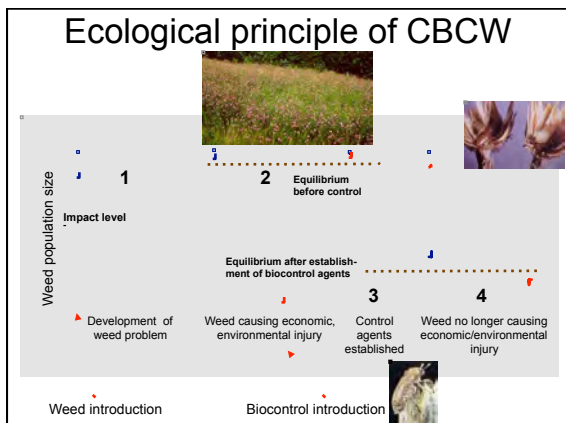 Ecological principle of CBCW
1
2
Equilibrium
before control
Weed population size
Impact level
Equilibrium after establish-
ment of biocontrol agents
3
4
Development of
weed problem
Weed causing economic,
environmental injury
Control
agents
established
Weed no longer causing
economic/environmental
injury
Weed introduction
Biocontrol introduction